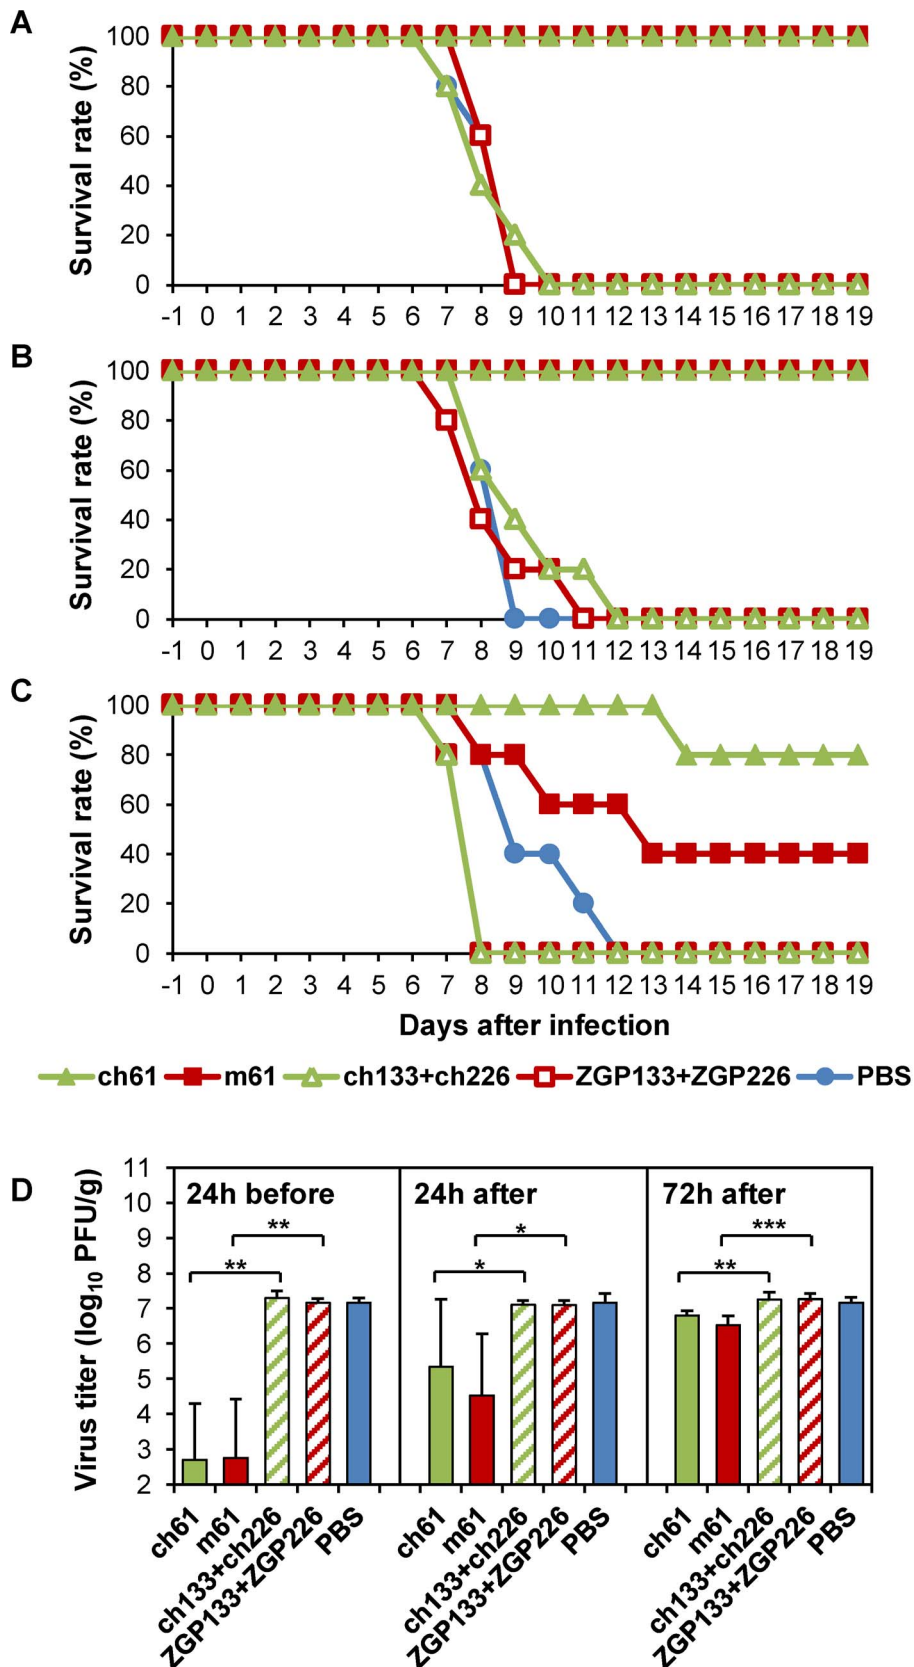 A
Survival rate (%)
100
80
60
40
20
0
-1 0 1 2 3 4 5 6 7 8 9 10 11 12 13 14 15 16 17 18 19
B
Survival rate (%)
100
80
60
40
20
0
-1 0 1 2 3 4 5 6 7 8 9 10 11 12 13 14 15 16 17 18 19
C
Survival rate (%)
100
80
60
40
20
0
-1 0 1 2 3 4 5 6 7 8 9 10 11 12 13 14 15 16 17 18 19
Days after infection
ch61 m61 ch133+ch226 ZGP133+ZGP226 PBS
D
Virus titer (log10 PFU/g)
11
10
9
8
7
6
5
4
3
2
24h before 24h after 72h after
** * ***
** * **
ch61 m61 ch133+ch226 ZGP133+ZGP226 PBS ch61 m61 ch133+ch226 ZGP133+ZGP226 PBS ch61 m61 ch133+ch226 ZGP133+ZGP226 PBS